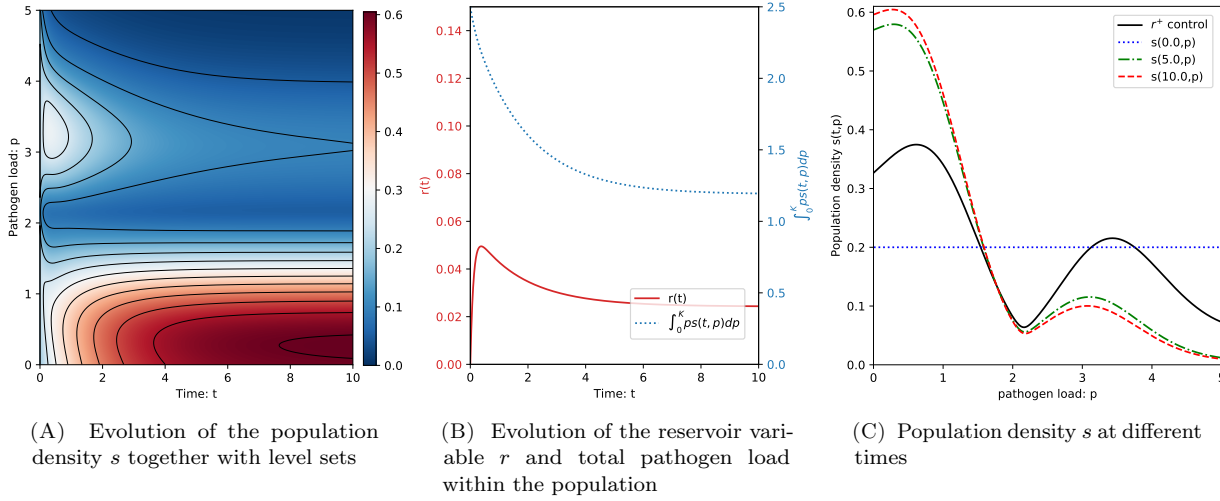 5
4
3
2
1
0
Pathogen load: p
0 2 4 6 8 10
Time: t
0.6
0.5
0.4
0.3
0.2
0.1
0.0
0.14
0.12
0.10
0.08
0.06
0.04
0.02
0.00
r(t)
0 2 4 6 8 10
Time: t
2.5
2.0
1.5
1.0
0.5
0.0
∫₀ᴷps(t,p)dp
r(t)
∫₀ᴷps(t,p)dp
0.6
0.5
0.4
0.3
0.2
0.1
0.0
Population density s(t,p)
0 1 2 3 4 5
pathogen load: p
r⁺ control
s(0.0,p)
s(5.0,p)
s(10.0,p)
(A) Evolution of the population
density s together with level sets
(B) Evolution of the reservoir vari-
able r and total pathogen load
within the population
(C) Population density s at different
times